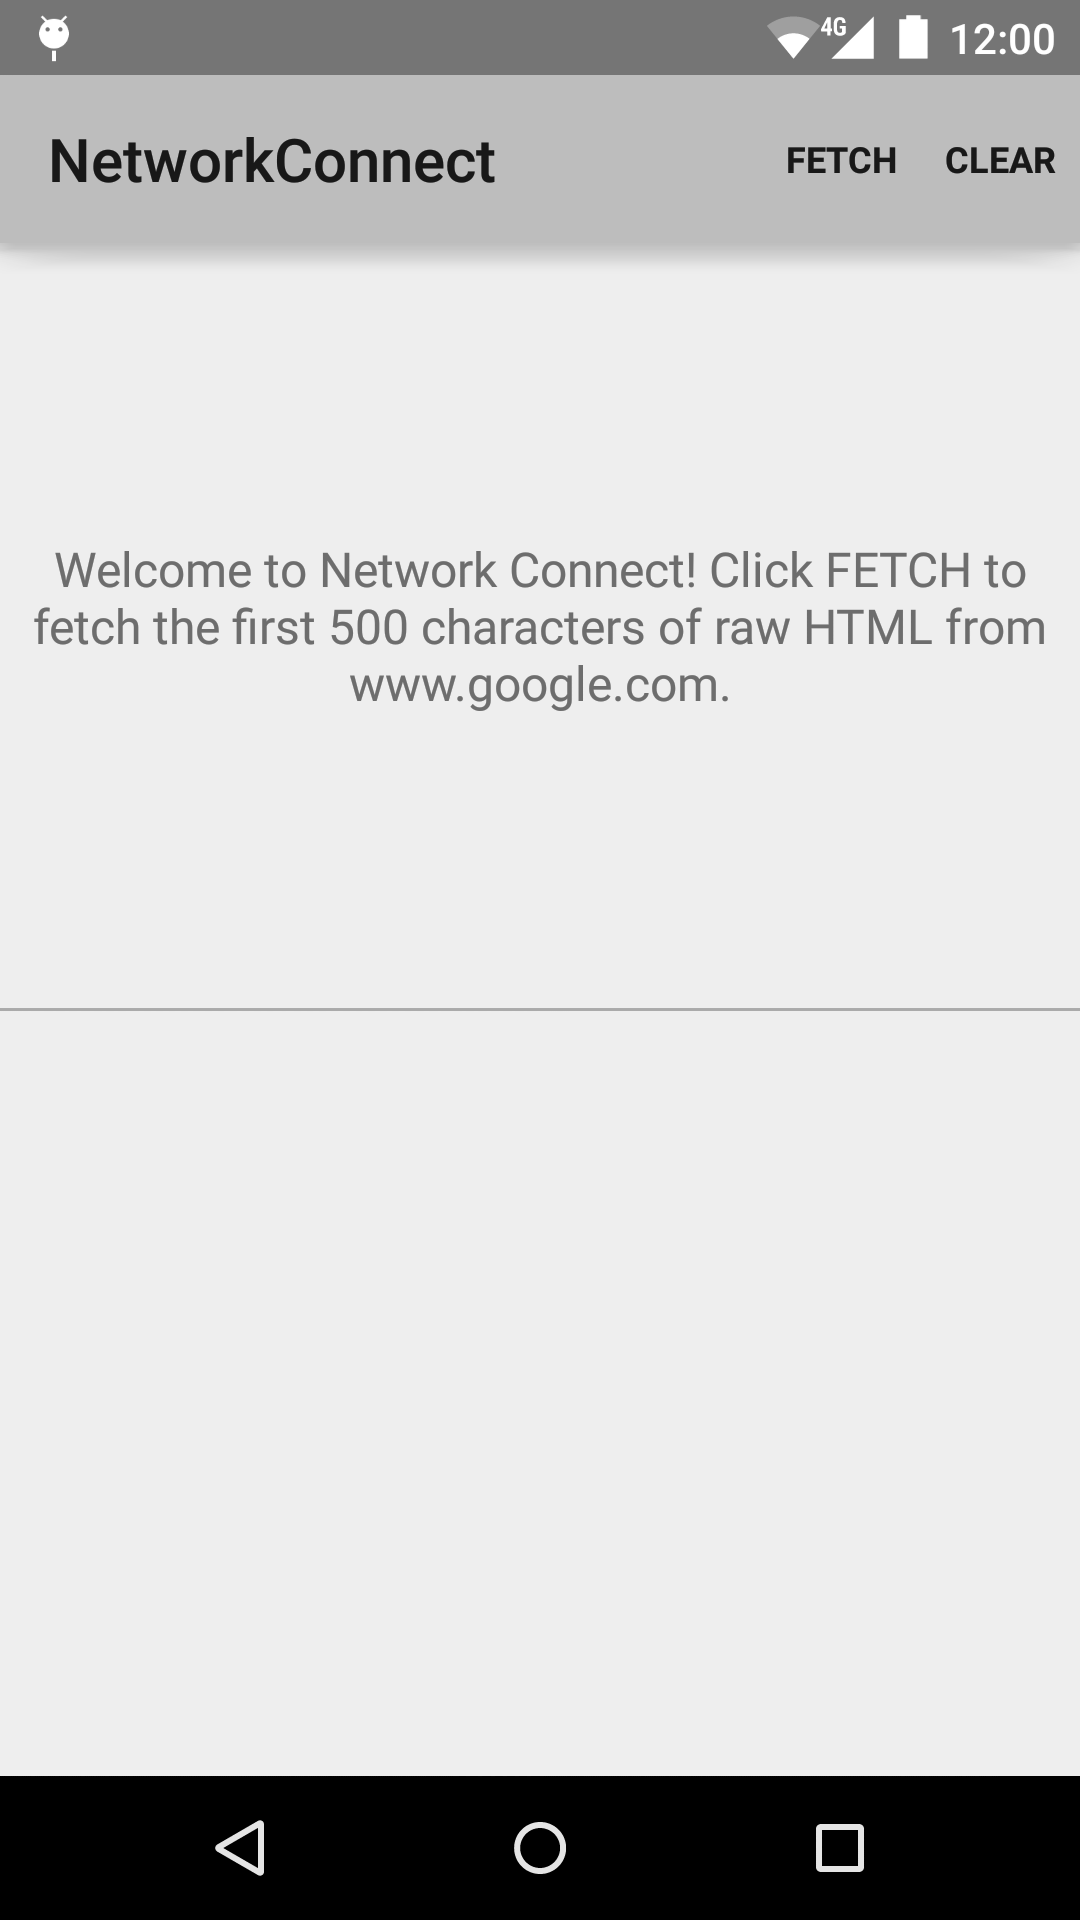 4G 12:00
NetworkConnect FETCH CLEAR
Welcome to Network Connect! Click FETCH to
fetch the first 500 characters of raw HTML from
www.google.com.